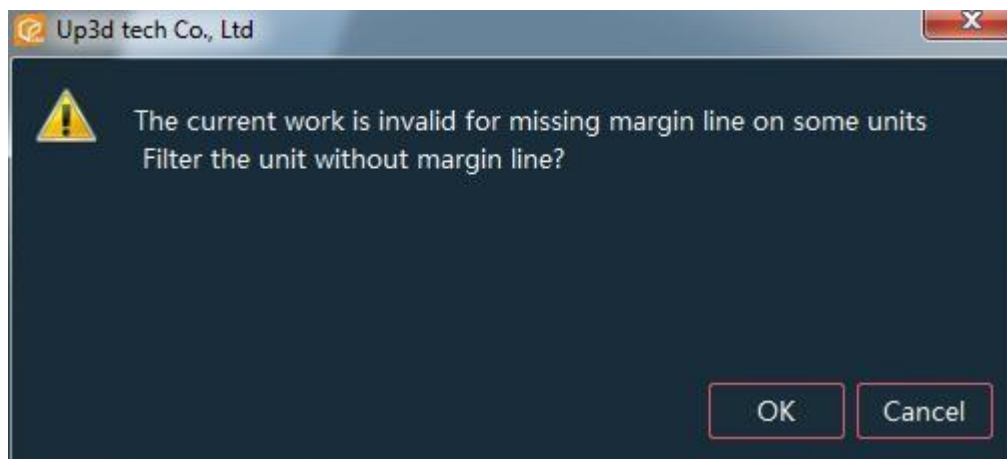 Up3d tech Co., Ltd
The current work is invalid for missing margin line on some units
Filter the unit without margin line?
OK Cancel